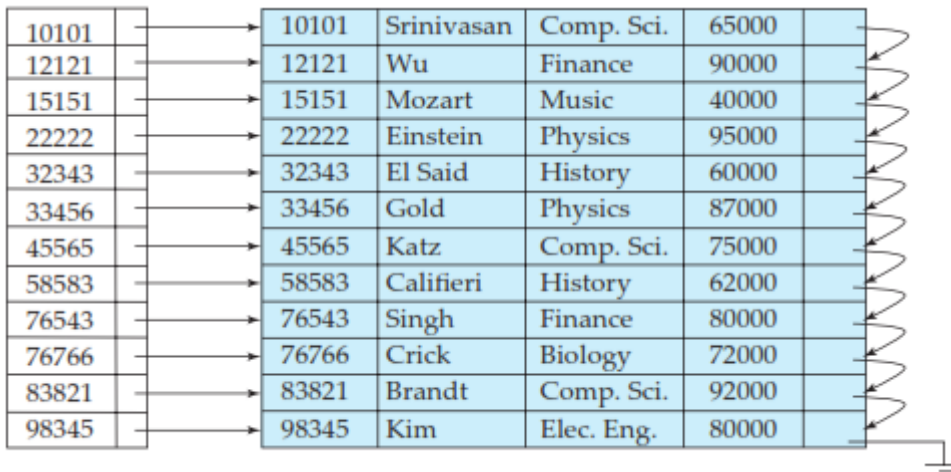 10101 10101 Srinivasan Comp. Sci. 65000
12121 12121 Wu Finance 90000
15151 15151 Mozart Music 40000
22222 22222 Einstein Physics 95000
32343 32343 El Said History 60000
33456 33456 Gold Physics 87000
45565 45565 Katz Comp. Sci. 75000
58583 58583 Califieri History 62000
76543 76543 Singh Finance 80000
76766 76766 Crick Biology 72000
83821 83821 Brandt Comp. Sci. 92000
98345 98345 Kim Elec. Eng. 80000